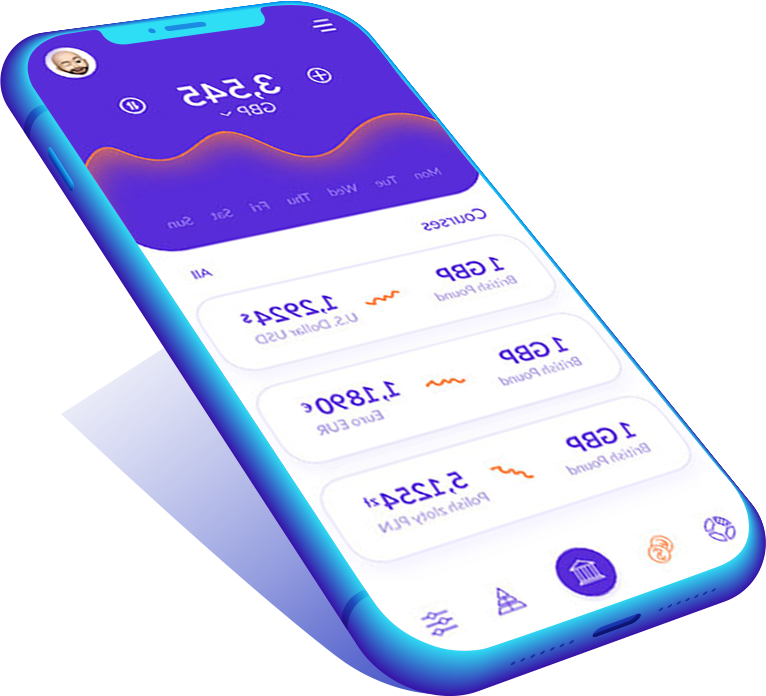 3,545
GBP
Mon Tue Wed Thu Fri Sat Sun
Courses All
1 GBP 1,2924$
British Pound U.S. Dollar USD
1 GBP 1,1890€
British Pound Euro EUR
1 GBP 5,1254zł
British Pound Polish zloty PLN